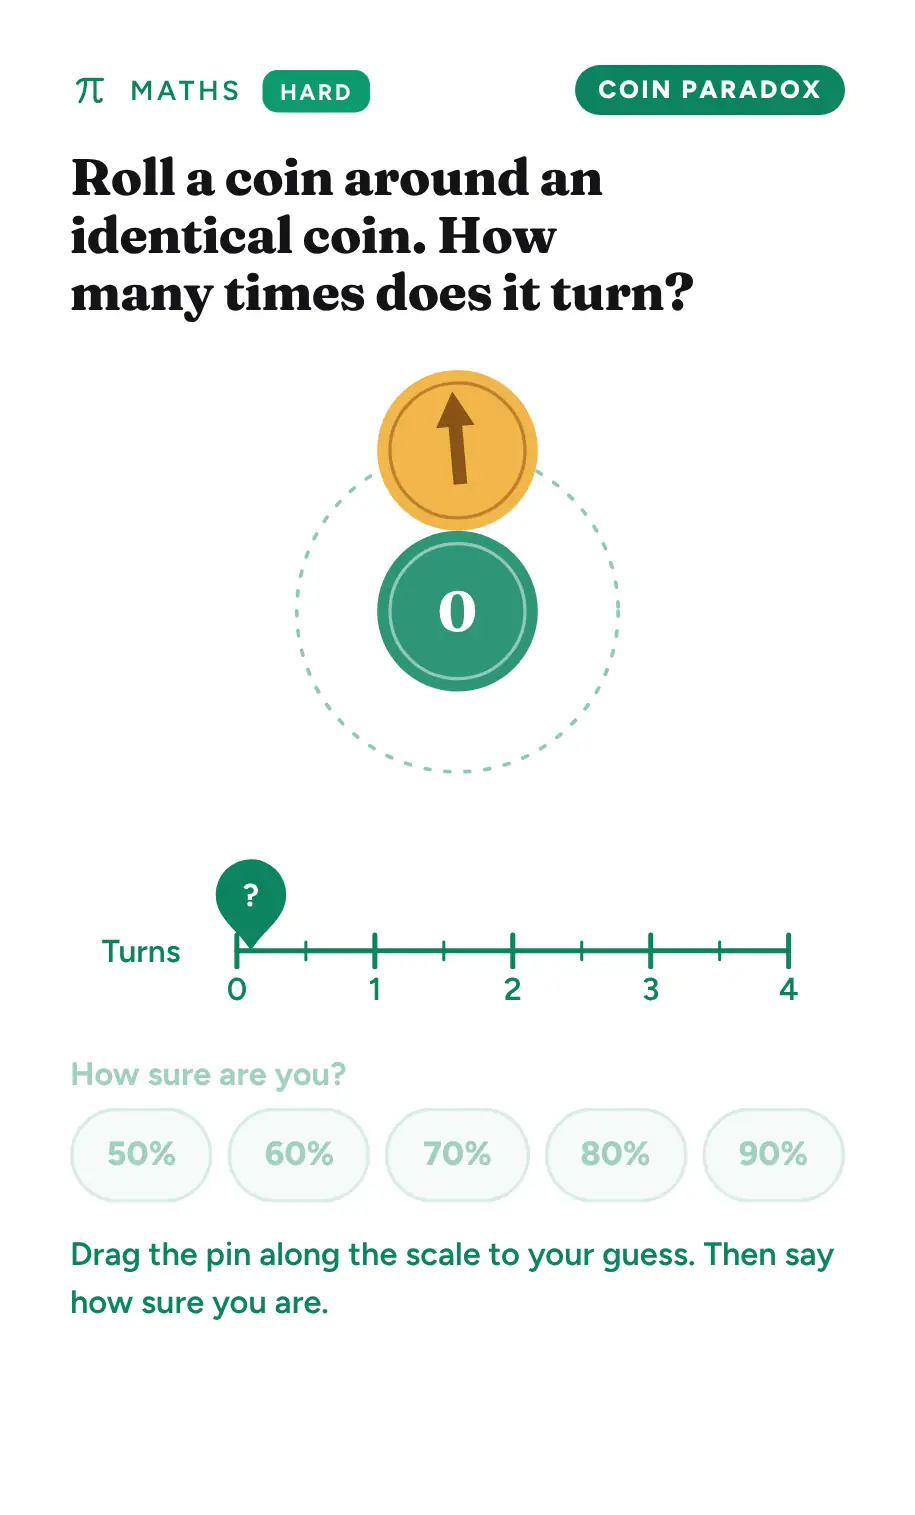 π MATHS HARD COIN PARADOX
Roll a coin around an
identical coin. How
many times does it turn?
0
?
Turns
0 1 2 3 4
How sure are you?
50% 60% 70% 80% 90%
Drag the pin along the scale to your guess. Then say
how sure you are.